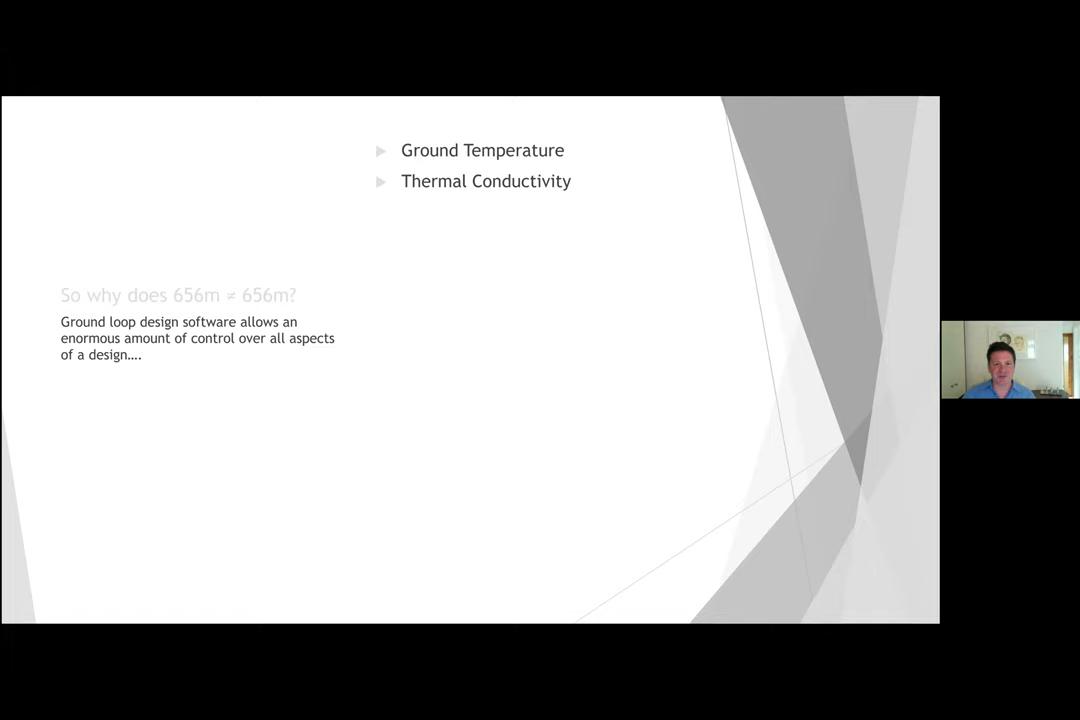 So why does 656m ≠ 656m?
Ground loop design software allows an
enormous amount of control over all aspects
of a design....
Ground Temperature
Thermal Conductivity